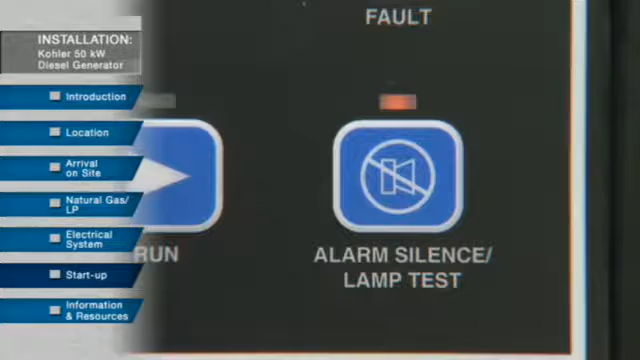 INSTALLATION:
Kohler 50 kW
Diesel Generator
Introduction
Location
Arrival
on Site
Natural Gas/
LP
Electrical
System
Start-up
Information
& Resources
FAULT
RUN
ALARM SILENCE/
LAMP TEST